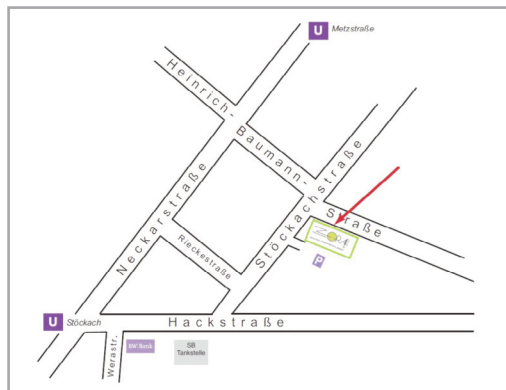 U Metzstraße
Heinrich-
Baumann-
Straße
Neckarstraße
Stöckachstraße
Rieckestraße
P
U Stöckach
Hackstraße
Werastr.
BW Bank
SB
Tankstelle